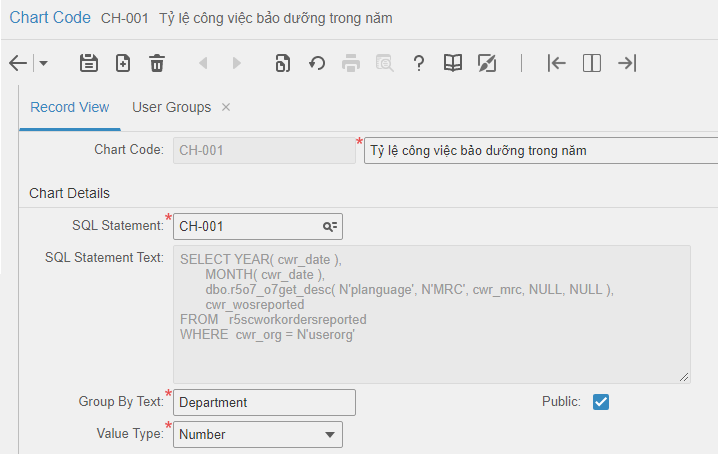 Chart Code CH-001 Tỷ lệ công việc bảo dưỡng trong năm
Record View User Groups ×
Chart Code: CH-001 * Tỷ lệ công việc bảo dưỡng trong năm
Chart Details
SQL Statement: * CH-001
SQL Statement Text: SELECT YEAR( cwr_date ),
MONTH( cwr_date ),
dbo.r5o7_o7get_desc( N'planguage', N'MRC', cwr_mrc, NULL, NULL ),
cwr_wosreported
FROM r5scworkordersreported
WHERE cwr_org = N'userorg'
Group By Text: * Department Public:
Value Type: * Number